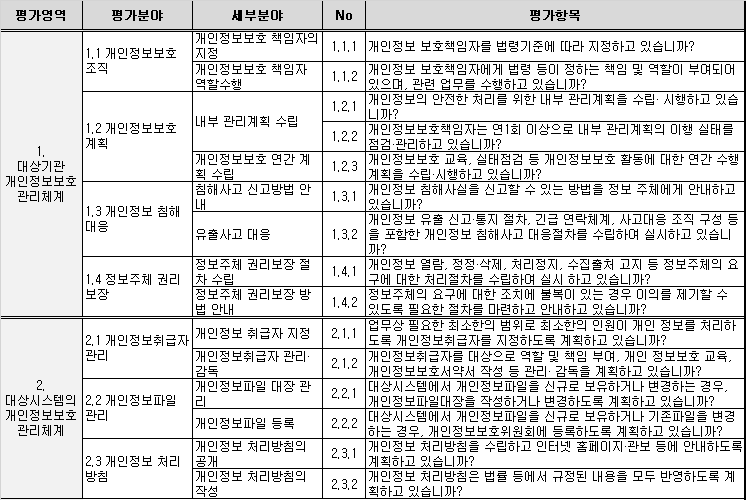 평가영역 평가분야 세부분야 No 평가항목
1.
대상기관
개인정보보호
관리체계
1.1 개인정보보호
조직
개인정보보호 책임자의
지정
1.1.1 개인정보 보호책임자를 법령기준에 따라 지정하고 있습니까?
개인정보보호 책임자
역할수행
1.1.2 개인정보 보호책임자에게 법령 등이 정하는 책임 및 역할이 부여되어
있으며, 관련 업무를 수행하고 있습니까?
1.2 개인정보보호
계획
내부 관리계획 수립
1.2.1 개인정보의 안전한 처리를 위한 내부 관리계획을 수립· 시행하고 있습
니까?
1.2.2 개인정보보호책임자는 연1회 이상으로 내부 관리계획의 이행 실태를
점검·관리하고 있습니까?
개인정보보호 연간 계
획 수립
1.2.3 개인정보보호 교육, 실태점검 등 개인정보보호 활동에 대한 연간 수행
계획을 수립·시행하고 있습니까?
1.3 개인정보 침해
대응
침해사고 신고방법 안
내
1.3.1 개인정보 침해사실을 신고할 수 있는 방법을 정보 주체에게 안내하고
있습니까?
유출사고 대응
1.3.2 개인정보 유출 신고·통지 절차, 긴급 연락체계, 사고대응 조직 구성 등
을 포함한 개인정보 침해사고 대응절차를 수립하여 실시하고 있습니
까?
1.4 정보주체 권리
보장
정보주체 권리보장 절
차 수립
1.4.1 개인정보 열람, 정정·삭제, 처리정지, 수집출처 고지 등 정보주체의 요
구에 대한 처리절차를 수립하여 실시 하고 있습니까?
정보주체 권리보장 방
법 안내
1.4.2 정보주체의 요구에 대한 조치에 불복이 있는 경우 이의를 제기할 수
있도록 필요한 절차를 마련하고 안내하고 있습니까?
2.
대상시스템의
개인정보보호
관리체계
2.1 개인정보취급자
관리
개인정보 취급자 지정
2.1.1 업무상 필요한 최소한의 범위로 최소한의 인원이 개인 정보를 처리하
도록 개인정보취급자를 지정하도록 계획하고 있습니까?
개인정보취급자 관리·
감독
2.1.2 개인정보취급자를 대상으로 역할 및 책임 부여, 개인 정보보호 교육,
개인정보보호서약서 작성 등 관리· 감독을 계획하고 있습니까?
2.2 개인정보파일
관리
개인정보파일 대장 관
리
2.2.1 대상시스템에서 개인정보파일을 신규로 보유하거나 변경하는 경우,
개인정보파일대장을 작성하거나 변경하도록 계획하고 있습니까?
개인정보파일 등록
2.2.2 대상시스템에서 개인정보파일을 신규로 보유하거나 기존파일을 변경
하는 경우, 개인정보보호위원회에 등록하도록 계획하고 있습니까?
2.3 개인정보 처리
방침
개인정보 처리방침의
공개
2.3.1 개인정보 처리방침을 수립하고 인터넷 홈페이지·관보 등에 안내하도록
계획하고 있습니까?
개인정보 처리방침의
작성
2.3.2 개인정보 처리방침은 법률 등에서 규정된 내용을 모두 반영하도록 계
획하고 있습니까?